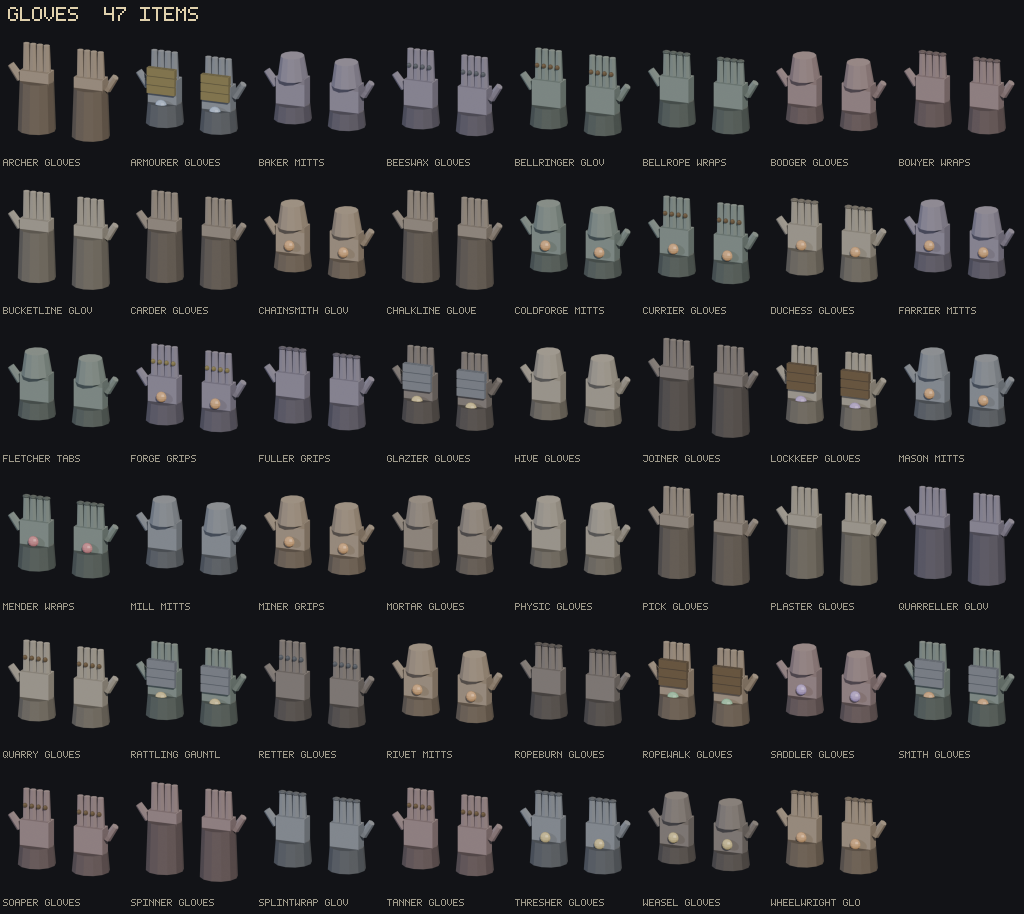 GLOVES 47 ITEMS
ARCHER GLOVES ARMOURER GLOVES BAKER MITTS BEESWAX GLOVES BELLRINGER GLOV BELLROPE WRAPS BODGER GLOVES BOWYER WRAPS
BUCKETLINE GLOV CARDER GLOVES CHAINSMITH GLOV CHALKLINE GLOVE COLDFORGE MITTS CURRIER GLOVES DUCHESS GLOVES FARRIER MITTS
FLETCHER TABS FORGE GRIPS FULLER GRIPS GLAZIER GLOVES HIVE GLOVES JOINER GLOVES LOCKKEEP GLOVES MASON MITTS
MENDER WRAPS MILL MITTS MINER GRIPS MORTAR GLOVES PHYSIC GLOVES PICK GLOVES PLASTER GLOVES QUARRELLER GLOV
QUARRY GLOVES RATTLING GAUNTL RETTER GLOVES RIVET MITTS ROPEBURN GLOVES ROPEWALK GLOVES SADDLER GLOVES SMITH GLOVES
SOAPER GLOVES SPINNER GLOVES SPLINTWRAP GLOV TANNER GLOVES THRESHER GLOVES WEASEL GLOVES WHEELWRIGHT GLO